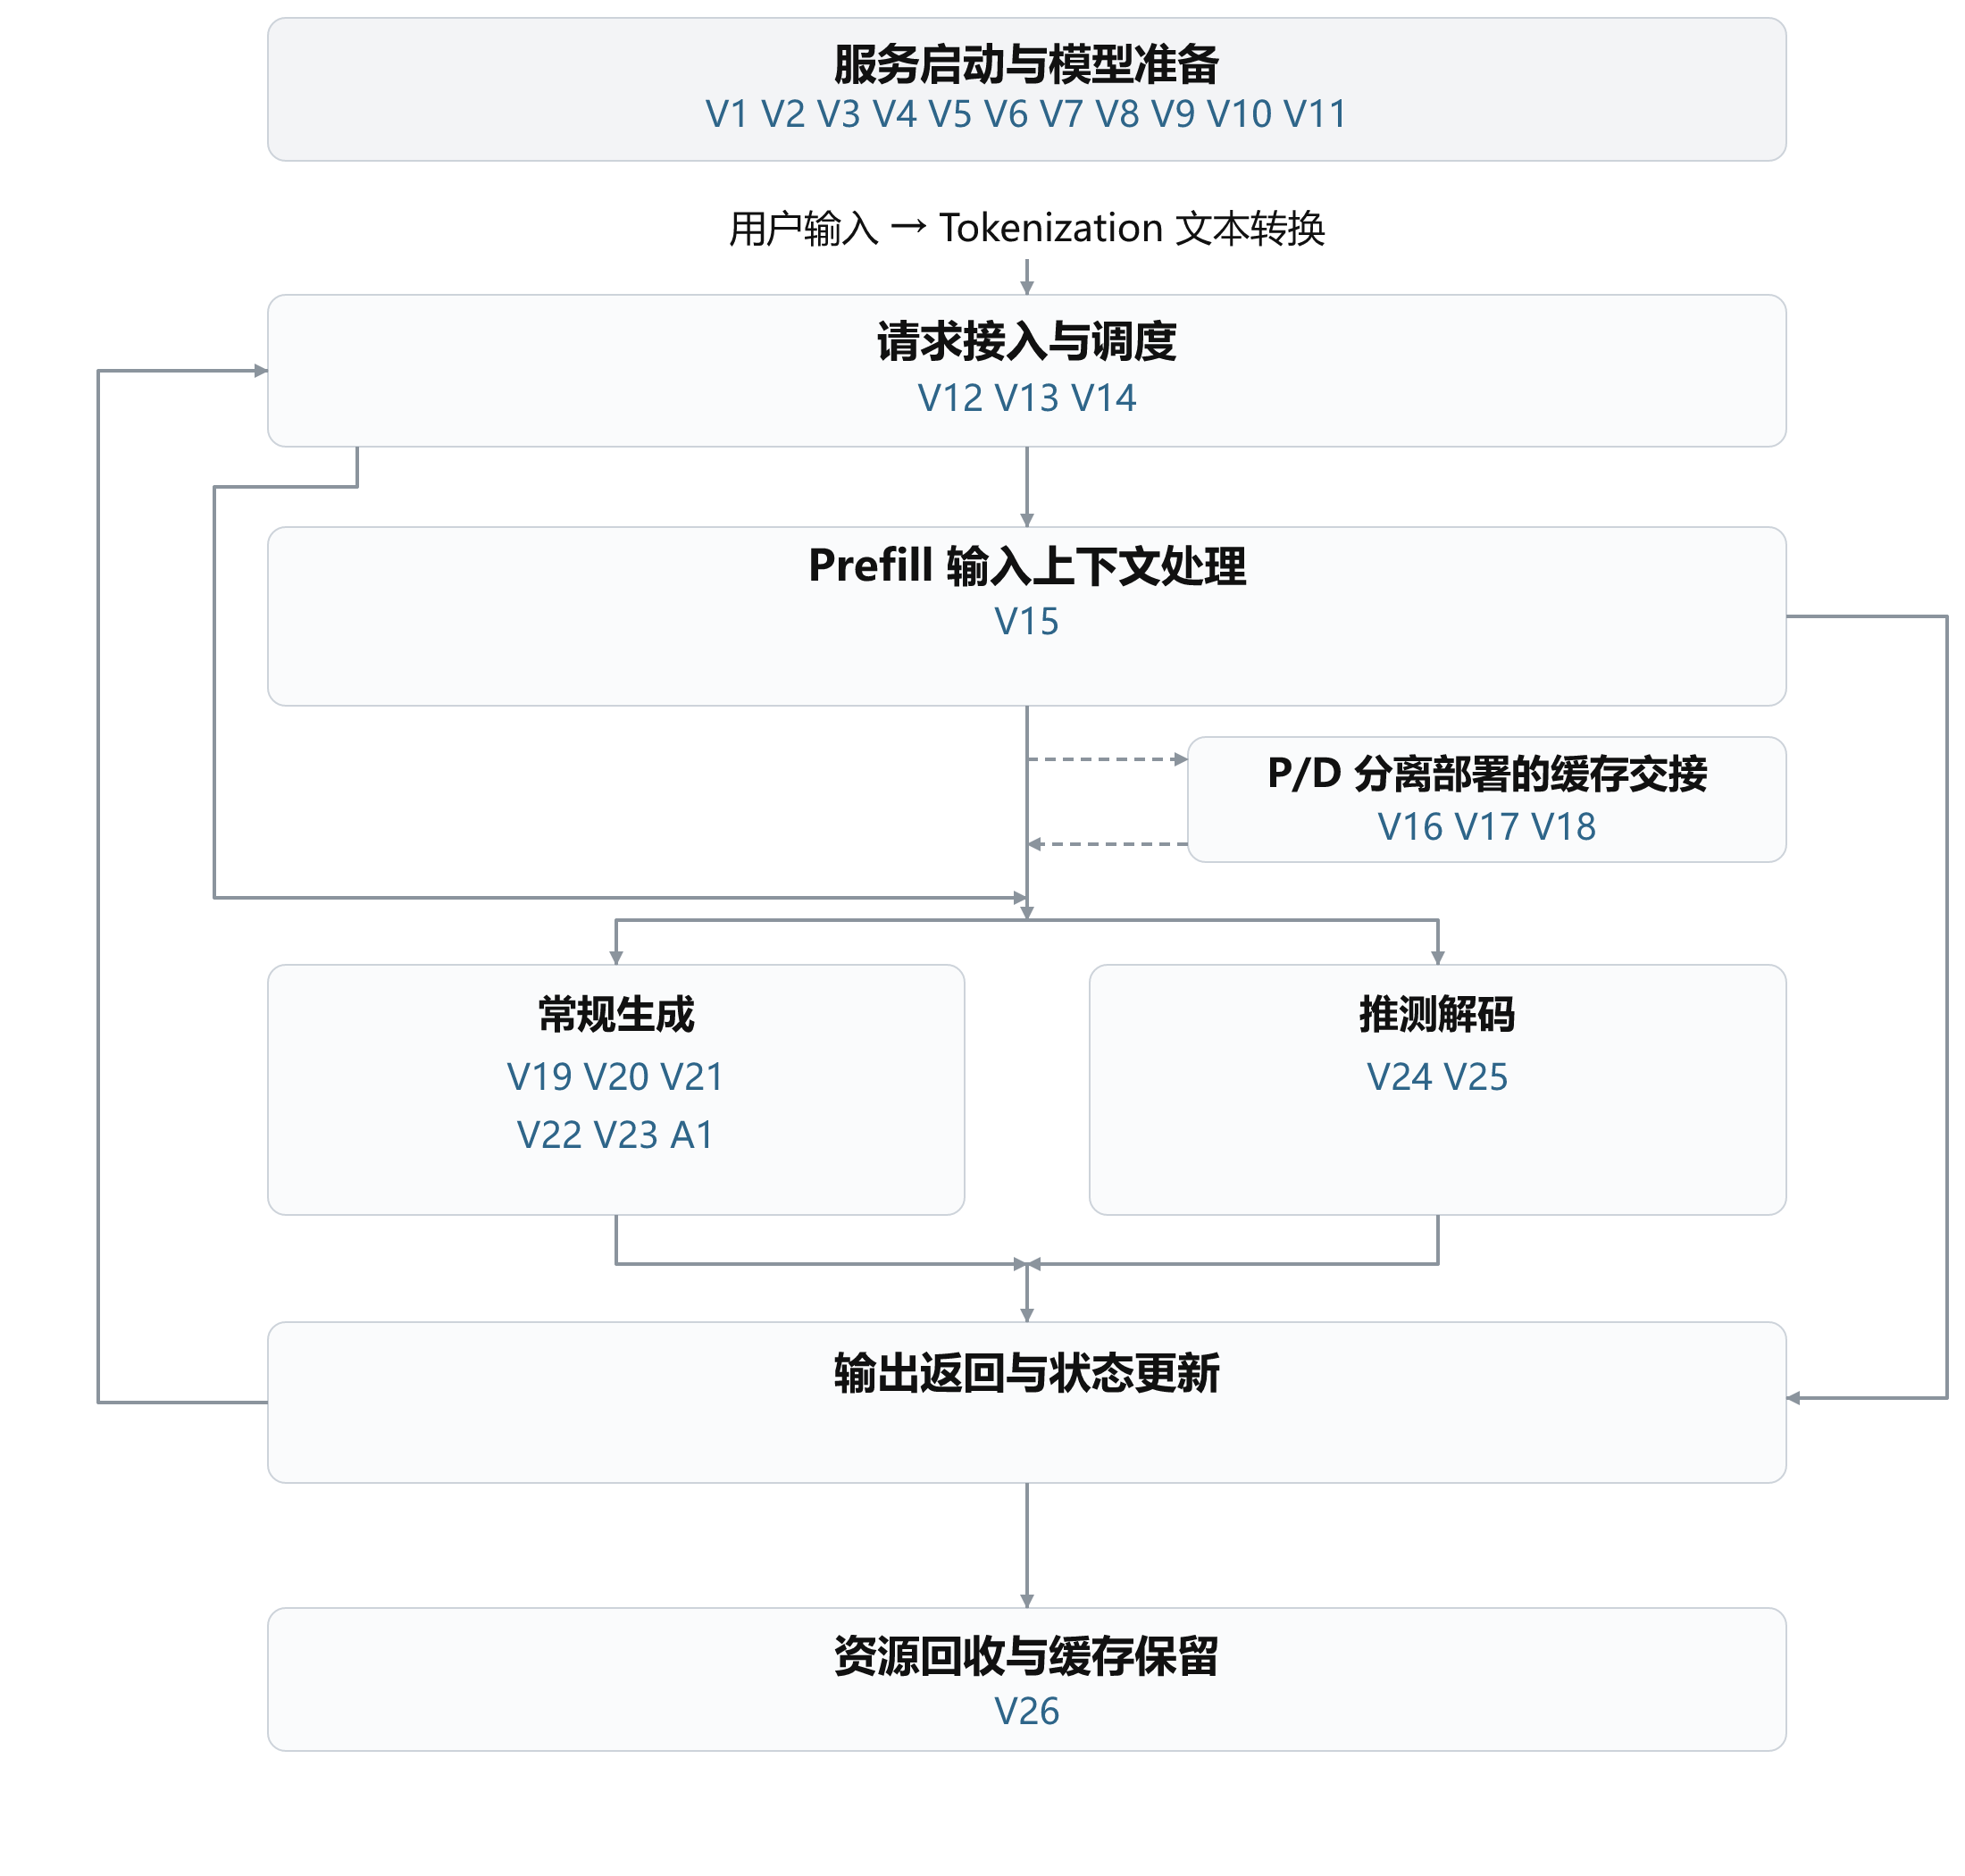 服务启动与模型准备
V1 V2 V3 V4 V5 V6 V7 V8 V9 V10 V11
用户输入 → Tokenization 文本转换
请求接入与调度
V12 V13 V14
Prefill 输入上下文处理
V15
P/D 分离部署的缓存交接
V16 V17 V18
常规生成
V19 V20 V21
V22 V23 A1
推测解码
V24 V25
输出返回与状态更新
资源回收与缓存保留
V26